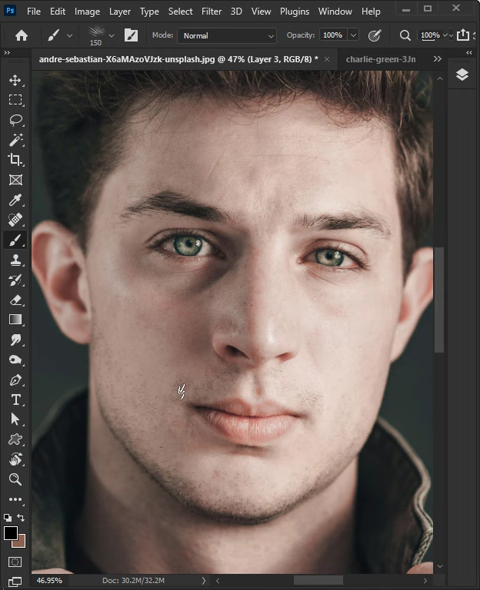 Ps File Edit Image Layer Type Select Filter 3D View Plugins Window Help
150 Mode: Normal Opacity: 100% 100%
andre-sebastian-X6aMAzoVJzk-unsplash.jpg @ 47% (Layer 3, RGB/8) * × charlie-green-3Jn
46.95% Doc: 30.2M/32.2M